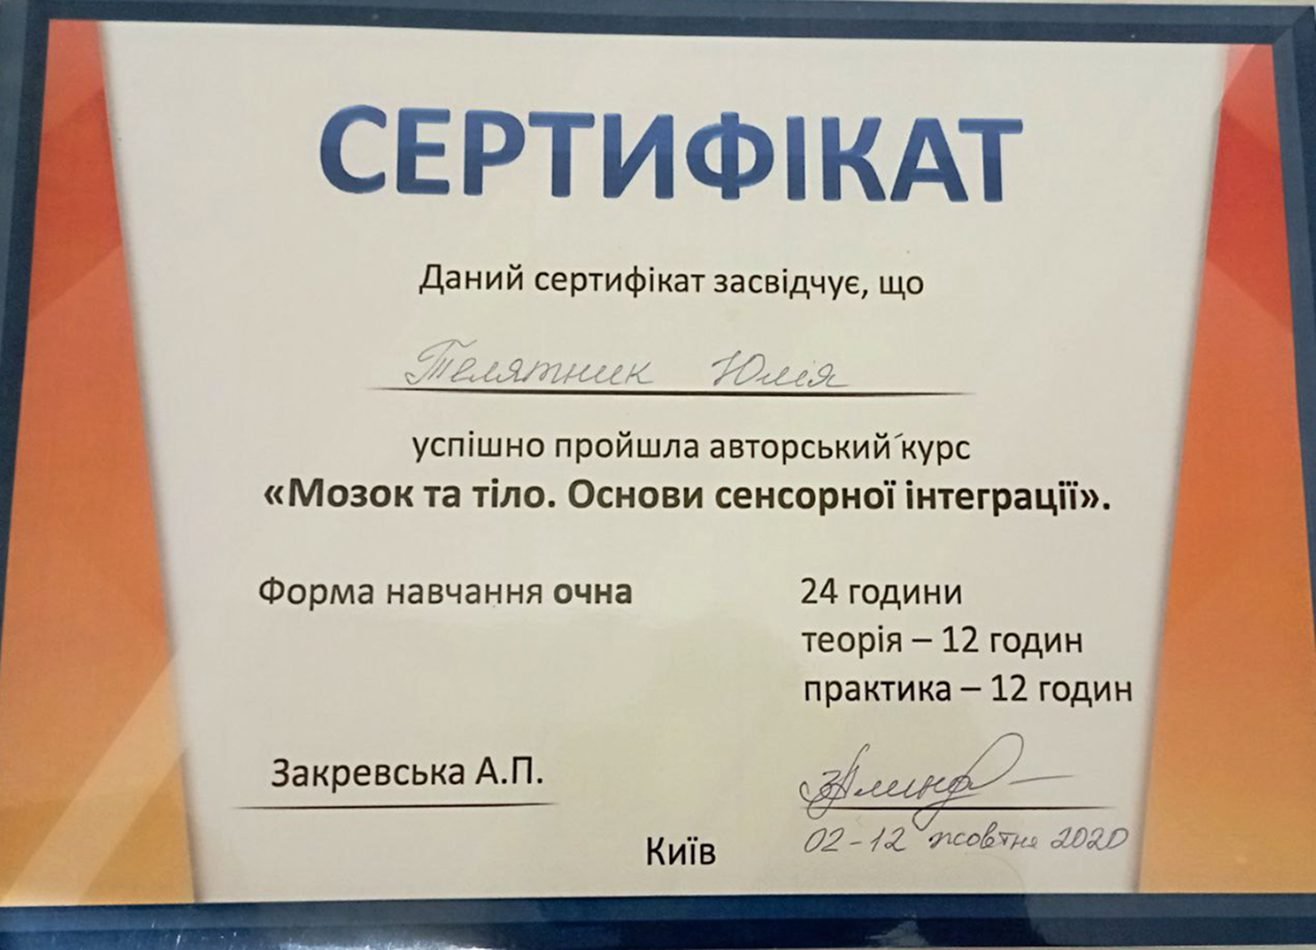 СЕРТИФІКАТ
Даний сертифікат засвідчує, що
Телятник Юлія
успішно пройшла авторський курс
«Мозок та тіло. Основи сенсорної інтеграції».
Форма навчання очна
24 години
теорія – 12 годин
практика – 12 годин
Закревська А.П.
02-12 жовтня 2020
Київ